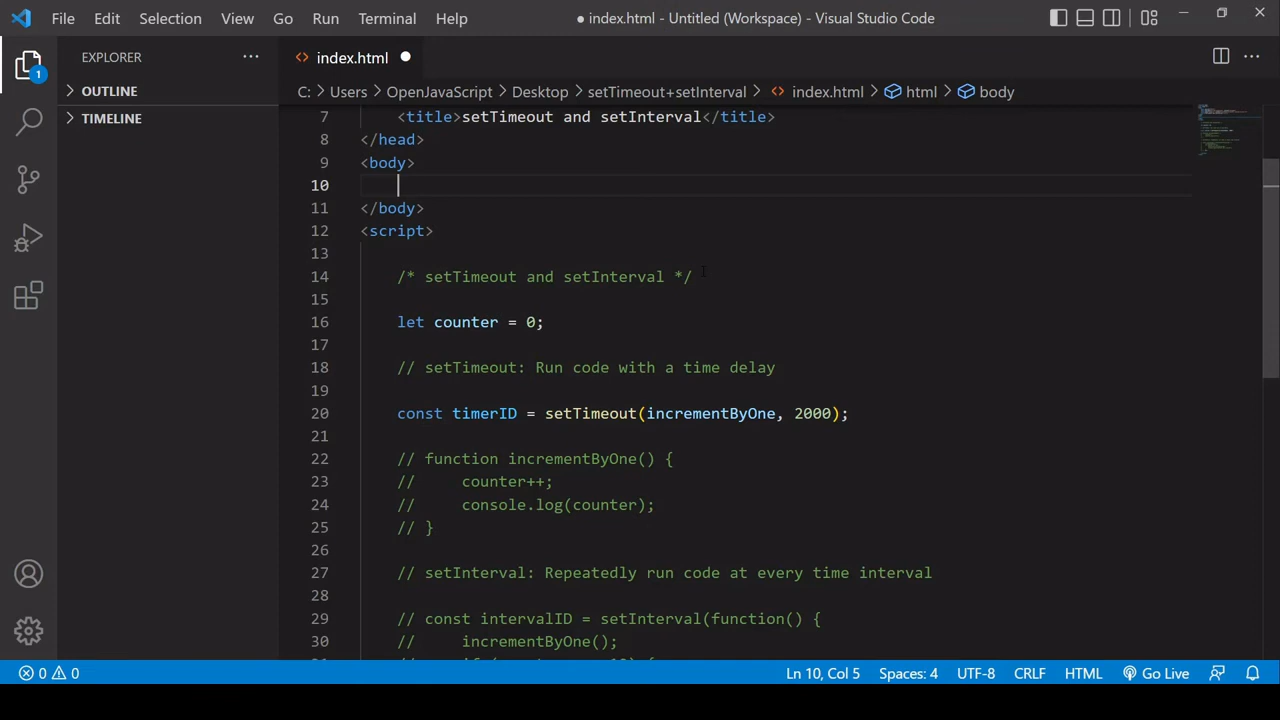 File Edit Selection View Go Run Terminal Help ● index.html - Untitled (Workspace) - Visual Studio Code
EXPLORER ···
OUTLINE
TIMELINE
1
index.html
C: > Users > OpenJavaScript > Desktop > setTimeout+setInterval > index.html > html > body
7 <title>setTimeout and setInterval</title>
8 </head>
9 <body>
10
11 </body>
12 <script>
13
14 /* setTimeout and setInterval */
15
16 let counter = 0;
17
18 // setTimeout: Run code with a time delay
19
20 const timerID = setTimeout(incrementByOne, 2000);
21
22 // function incrementByOne() {
23 //     counter++;
24 //     console.log(counter);
25 // }
26
27 // setInterval: Repeatedly run code at every time interval
28
29 // const intervalID = setInterval(function() {
30 //     incrementByOne();
0 0 Ln 10, Col 5 Spaces: 4 UTF-8 CRLF HTML Go Live